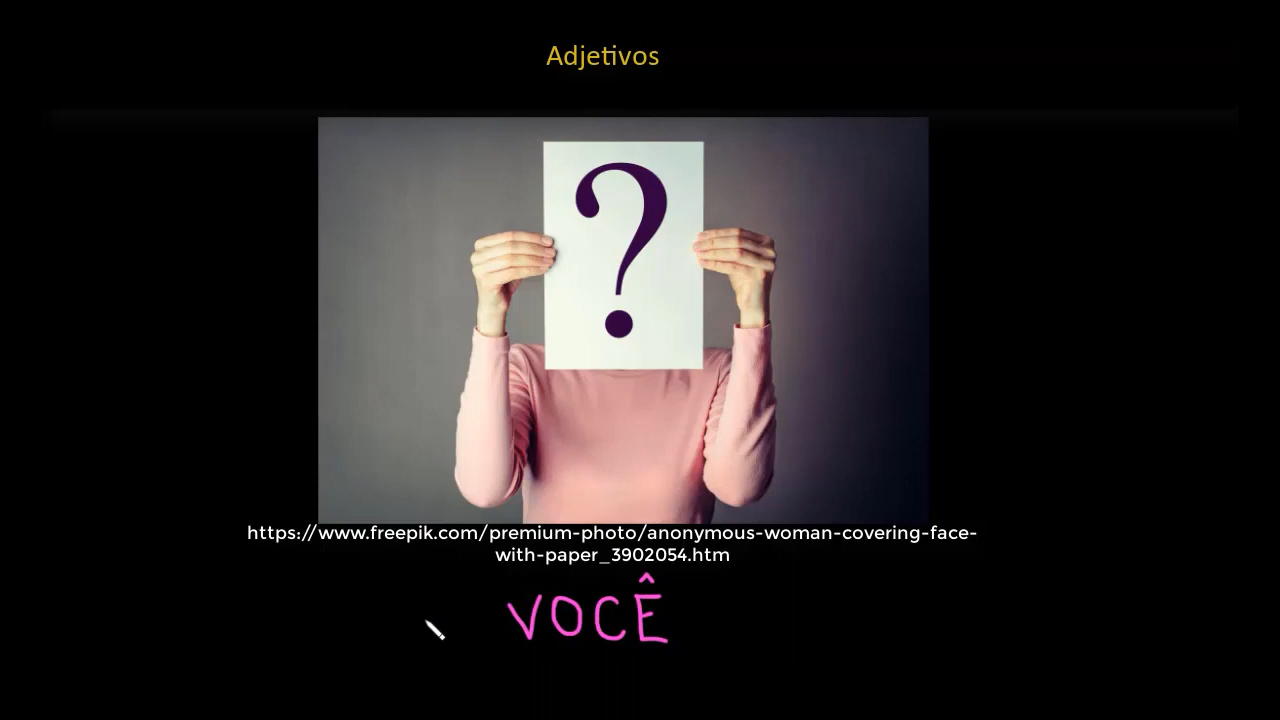 Adjetivos
?
https://www.freepik.com/premium-photo/anonymous-woman-covering-face-
with-paper_3902054.htm
VOCÊ